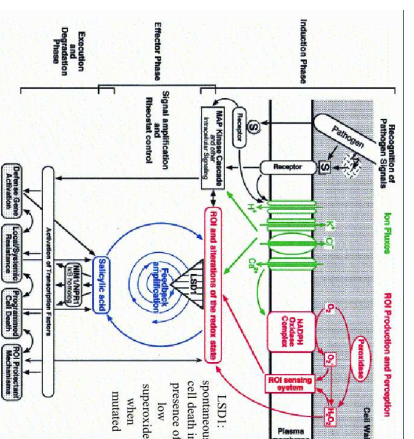 Recognition of
Pathogen Signals
Ion Fluxes
ROI Production and Perception
Cell Wa
Pathogen
S
S
Receptor
Receptor
H+
K+
Cl-
Ca2+
O2
O2-
H2O2
Peroxidase
NADPH
Oxidase
Complex
ROI sensing
system
Plasma
Induction Phase
MAP Kinase Cascade
and other
Intracellular Signaling
ROI and alterations of the redox state
LSD1
Feedback
amplification
Salicylic acid
Effector Phase
Signal amplification
and
Rheostat control
LSD1:
spontaneous
cell death in
presence of
low
superoxide
when
mutated
NIM1/NPR1
Activation of Transcription Factors
Execution
and
Degradation
Phase
Defense Gene
Activation
Local/Systemic
Resistance
Programmed
Cell Death
ROI Protectant
Mechanisms